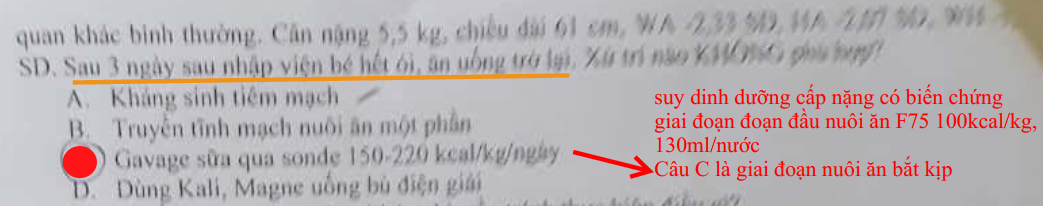 quan khác bình thường. Cân nặng 5,5 kg, chiều dài 61 cm, WA -2,33 SD, HA
SD. Sau 3 ngày sau nhập viện bé hết ói, ăn uống trở lại. Xử trí nào KHÔNG phù hợp?
A. Kháng sinh tiêm mạch
B. Truyền tĩnh mạch nuôi ăn một phần
Gavage sữa qua sonde 150-220 kcal/kg/ngày
D. Dùng Kali, Magne uống bù điện giải
suy dinh dưỡng cấp nặng có biến chứng
giai đoạn đoạn đầu nuôi ăn F75 100kcal/kg,
130ml/nước
Câu C là giai đoạn nuôi ăn bắt kịp